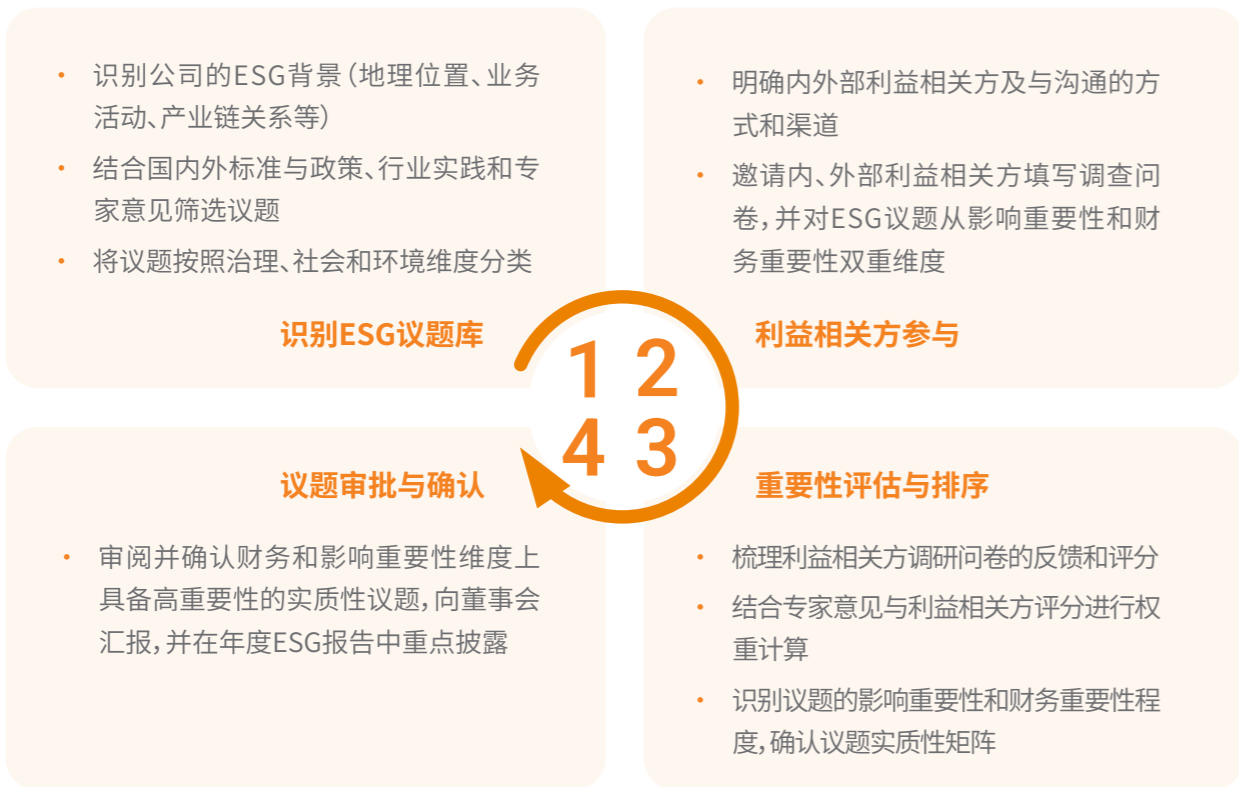 · 识别公司的ESG背景（地理位置、业务
活动、产业链关系等）
· 结合国内外标准与政策、行业实践和专
家意见筛选议题
· 将议题按照治理、社会和环境维度分类
识别ESG议题库
· 明确内外部利益相关方及与沟通的方
式和渠道
· 邀请内、外部利益相关方填写调查问
卷，并对ESG议题从影响重要性和财
务重要性双重维度
利益相关方参与
1 2
4 3
重要性评估与排序
· 梳理利益相关方调研问卷的反馈和评分
· 结合专家意见与利益相关方评分进行权
重计算
· 识别议题的影响重要性和财务重要性程
度，确认议题实质性矩阵
议题审批与确认
· 审阅并确认财务和影响重要性维度上
具备高重要性的实质性议题，向董事会
汇报，并在年度ESG报告中重点披露